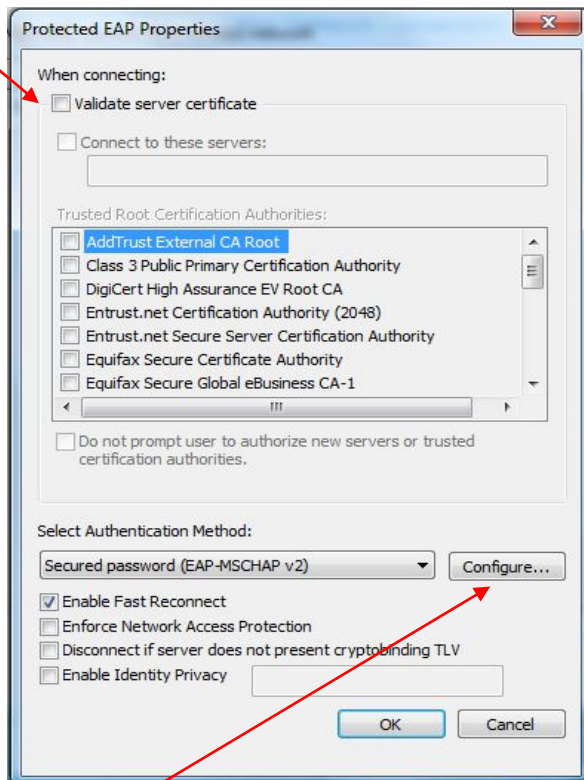 Protected EAP Properties
When connecting:
Validate server certificate
Connect to these servers:
Trusted Root Certification Authorities:
AddTrust External CA Root
Class 3 Public Primary Certification Authority
DigiCert High Assurance EV Root CA
Entrust.net Certification Authority (2048)
Entrust.net Secure Server Certification Authority
Equifax Secure Certificate Authority
Equifax Secure Global eBusiness CA-1
Do not prompt user to authorize new servers or trusted
certification authorities.
Select Authentication Method:
Secured password (EAP-MSCHAP v2) Configure...
Enable Fast Reconnect
Enforce Network Access Protection
Disconnect if server does not present cryptobinding TLV
Enable Identity Privacy
OK Cancel